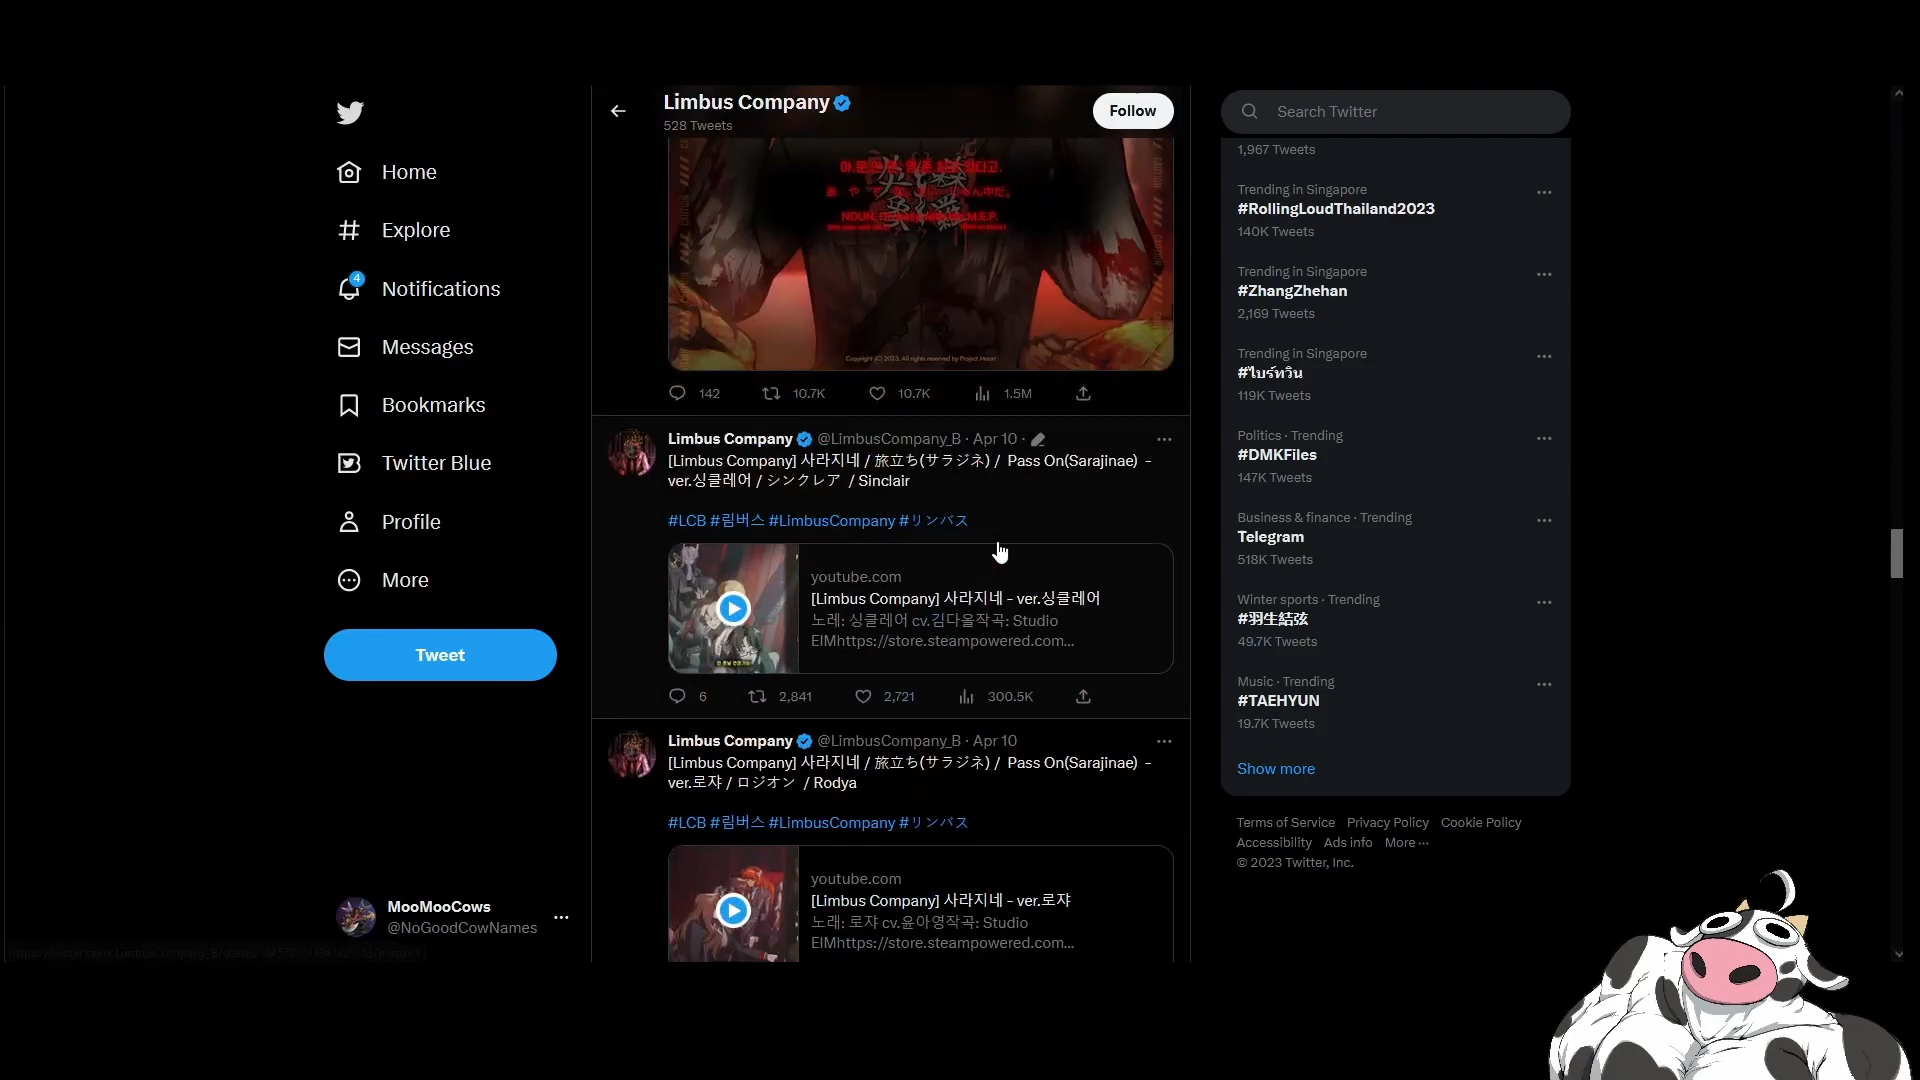 Home
Explore
4
Notifications
Messages
Bookmarks
Twitter Blue
Profile
More
Tweet
MooMooCows
@NoGoodCowNames
Limbus Company
528 Tweets
Follow
Copyright (C) 2023. All rights reserved by Project Moon
142
10.7K
10.7K
1.5M
Limbus Company @LimbusCompany_B · Apr 10 ·
[Limbus Company] 사라지네 / 旅立ち(サラジネ) / Pass On(Sarajinae) -
ver.싱클레어 / シンクレア / Sinclair
#LCB #림버스 #LimbusCompany #リンバス
youtube.com
[Limbus Company] 사라지네 - ver.싱클레어
노래: 싱클레어 cv.김다올작곡: Studio
EIMhttps://store.steampowered.com...
6
2,841
2,721
300.5K
Limbus Company @LimbusCompany_B · Apr 10
[Limbus Company] 사라지네 / 旅立ち(サラジネ) / Pass On(Sarajinae) -
ver.로쟈 / ロジオン / Rodya
#LCB #림버스 #LimbusCompany #リンバス
youtube.com
[Limbus Company] 사라지네 - ver.로쟈
노래: 로쟈 cv.윤아영작곡: Studio
EIMhttps://store.steampowered.com...
Search Twitter
1,967 Tweets
Trending in Singapore
#RollingLoudThailand2023
140K Tweets
Trending in Singapore
#ZhangZhehan
2,169 Tweets
Trending in Singapore
#ไบร์ทวิน
119K Tweets
Politics · Trending
#DMKFiles
147K Tweets
Business & finance · Trending
Telegram
518K Tweets
Winter sports · Trending
#羽生結弦
49.7K Tweets
Music · Trending
#TAEHYUN
19.7K Tweets
Show more
Terms of Service Privacy Policy Cookie Policy
Accessibility Ads info More ···
© 2023 Twitter, Inc.